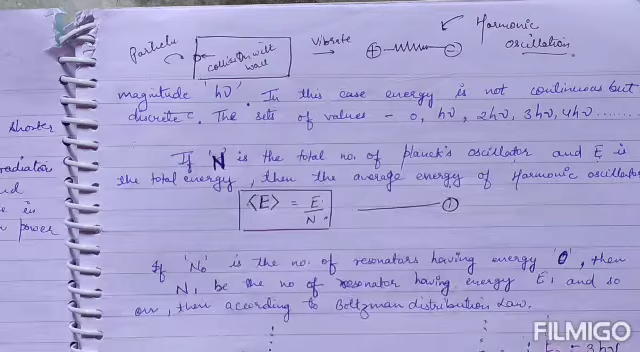 Particle
collision with
wall
Vibrate
+
-
Harmonic
oscillation.
magnitude 'hν'. In this case energy is not continuous but
discrete. The sets of values - 0, hν, 2hν, 3hν, 4hν.......
shorter
If 'N' is the total no. of planck's oscillator and E is
radiator
the total energy, then the average energy of Harmonic oscillator
⟨E⟩ = E/N. ①
power
If 'N₀' is the no. of resonators having energy '0', then
N₁ be the no of resonator having energy E₁ and so
on, then according to Boltzman distribution law.
= 3hν
FILMIGO